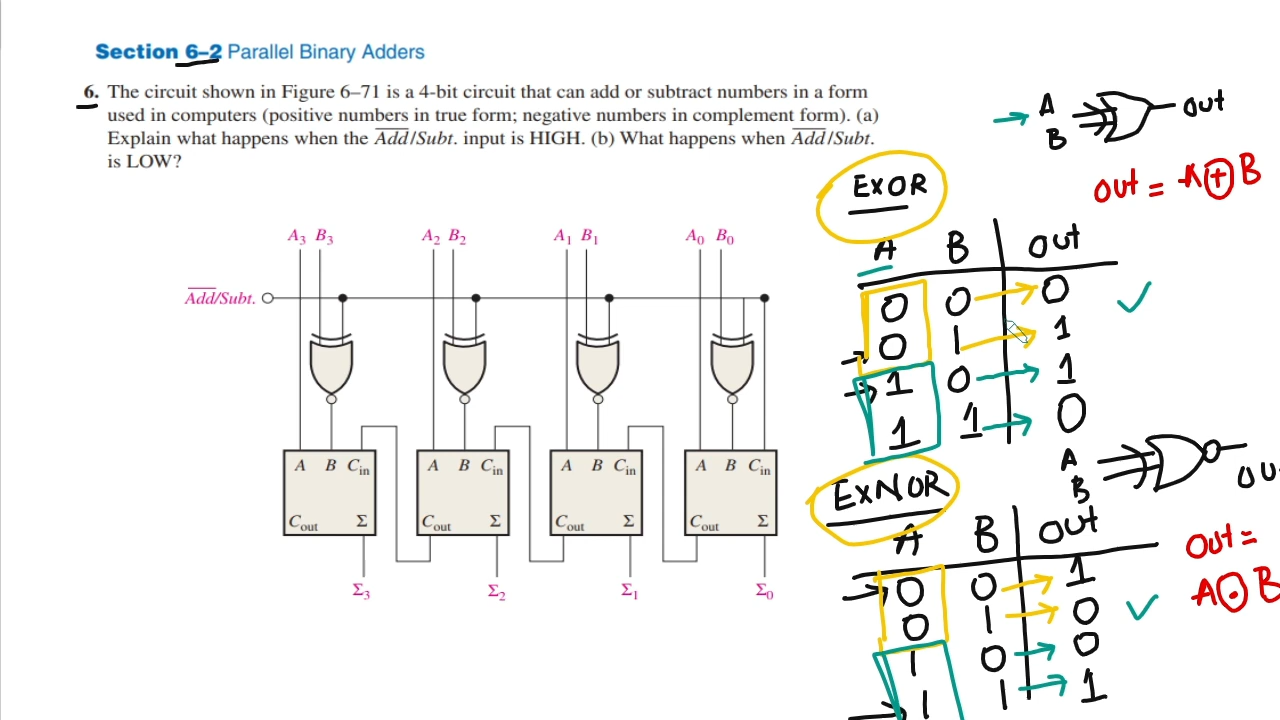 Section 6–2 Parallel Binary Adders
6. The circuit shown in Figure 6–71 is a 4-bit circuit that can add or subtract numbers in a form
used in computers (positive numbers in true form; negative numbers in complement form). (a)
Explain what happens when the Add/Subt. input is HIGH. (b) What happens when Add/Subt.
is LOW?
A3 B3 A2 B2 A1 B1 A0 B0
Add/Subt.
A B Cin A B Cin A B Cin A B Cin
Cout Σ Cout Σ Cout Σ Cout Σ
Σ3 Σ2 Σ1 Σ0
A
B
out
out = A⊕B
ExOR
A B out
0 0 0
0 1 1
1 0 1
1 1 0
A
B
ou
ExNOR
A B out
out =
A⊙B
0 0 1
0 1 0
1 0 0
1 1 1